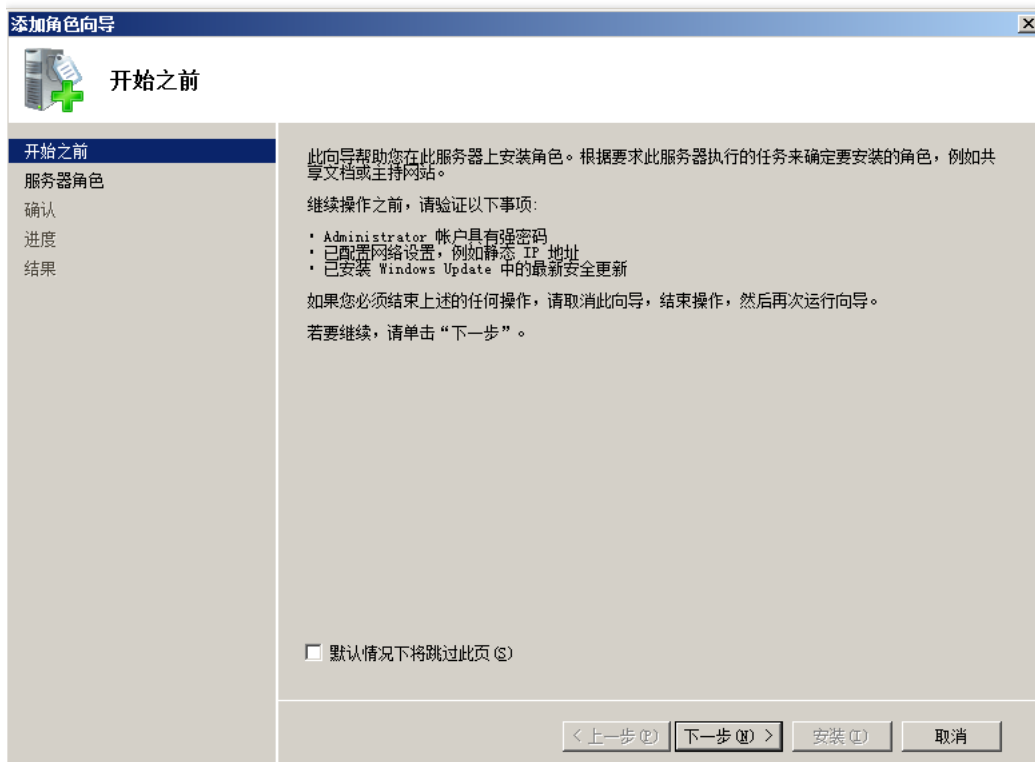 添加角色向导
开始之前
开始之前
服务器角色
确认
进度
结果
此向导帮助您在此服务器上安装角色。根据要求此服务器执行的任务来确定要安装的角色，例如共
享文档或主持网站。
继续操作之前，请验证以下事项:
· Administrator 帐户具有强密码
· 已配置网络设置，例如静态 IP 地址
· 已安装 Windows Update 中的最新安全更新
如果您必须结束上述的任何操作，请取消此向导，结束操作，然后再次运行向导。
若要继续，请单击“下一步”。
默认情况下将跳过此页(S)
< 上一步(P) 下一步(N) > 安装(I) 取消